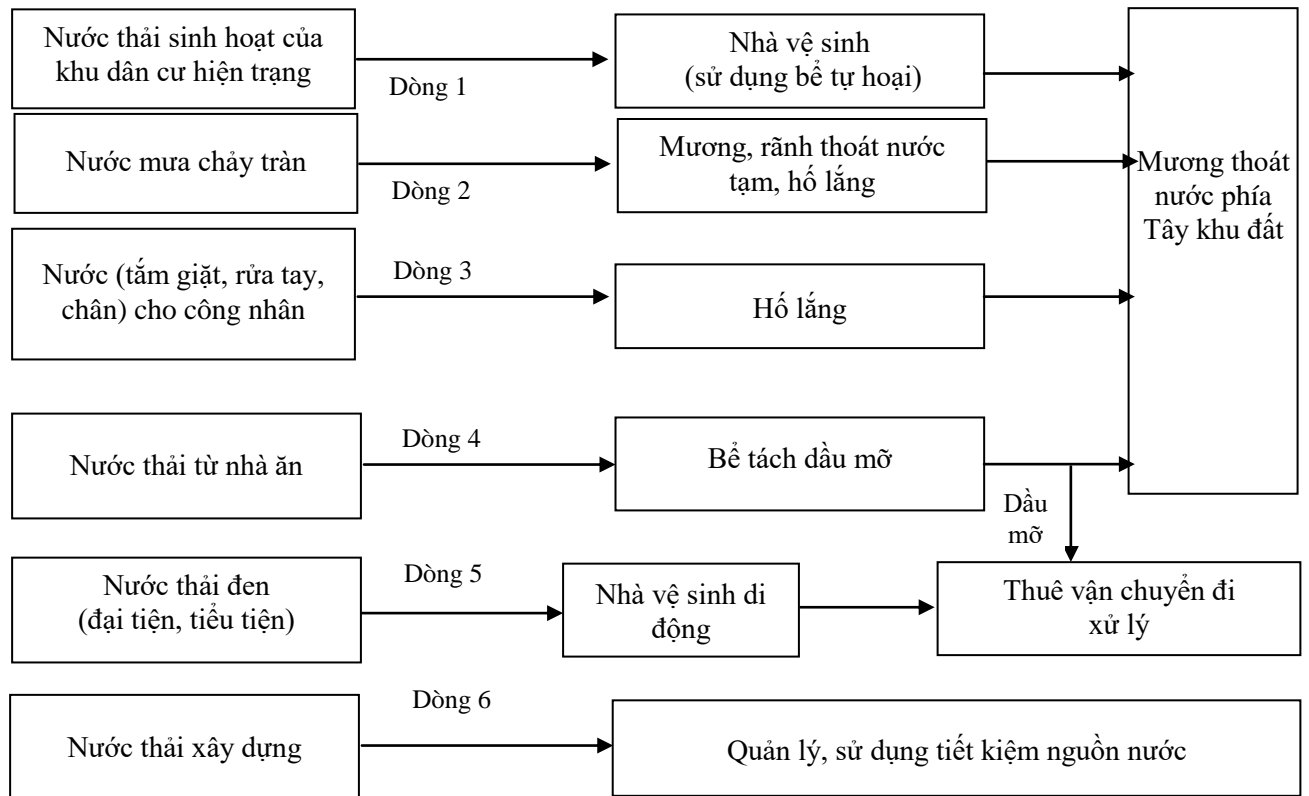 Nước thải sinh hoạt của
khu dân cư hiện trạng
Dòng 1
Nhà vệ sinh
(sử dụng bể tự hoại)
Nước mưa chảy tràn
Dòng 2
Mương, rãnh thoát nước
tạm, hố lắng
Mương thoát
nước phía
Tây khu đất
Nước (tắm giặt, rửa tay,
chân) cho công nhân
Dòng 3
Hố lắng
Nước thải từ nhà ăn
Dòng 4
Bể tách dầu mỡ
Dầu
mỡ
Nước thải đen
(đại tiện, tiểu tiện)
Dòng 5
Nhà vệ sinh di
động
Thuê vận chuyển đi
xử lý
Nước thải xây dựng
Dòng 6
Quản lý, sử dụng tiết kiệm nguồn nước